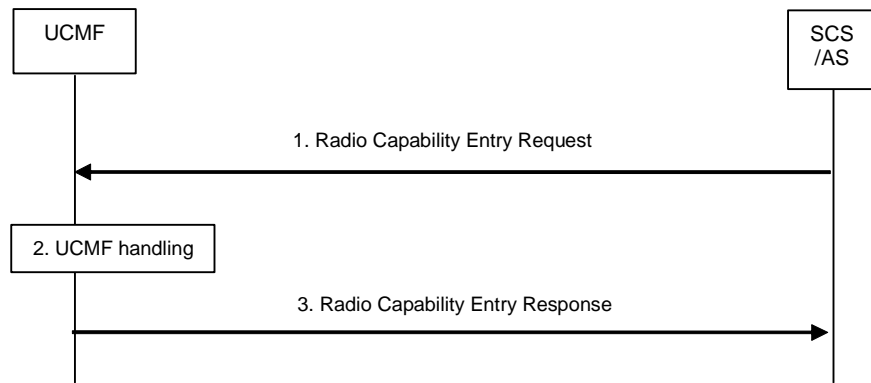 UCMF
SCS
/AS
1. Radio Capability Entry Request
2. UCMF handling
3. Radio Capability Entry Response